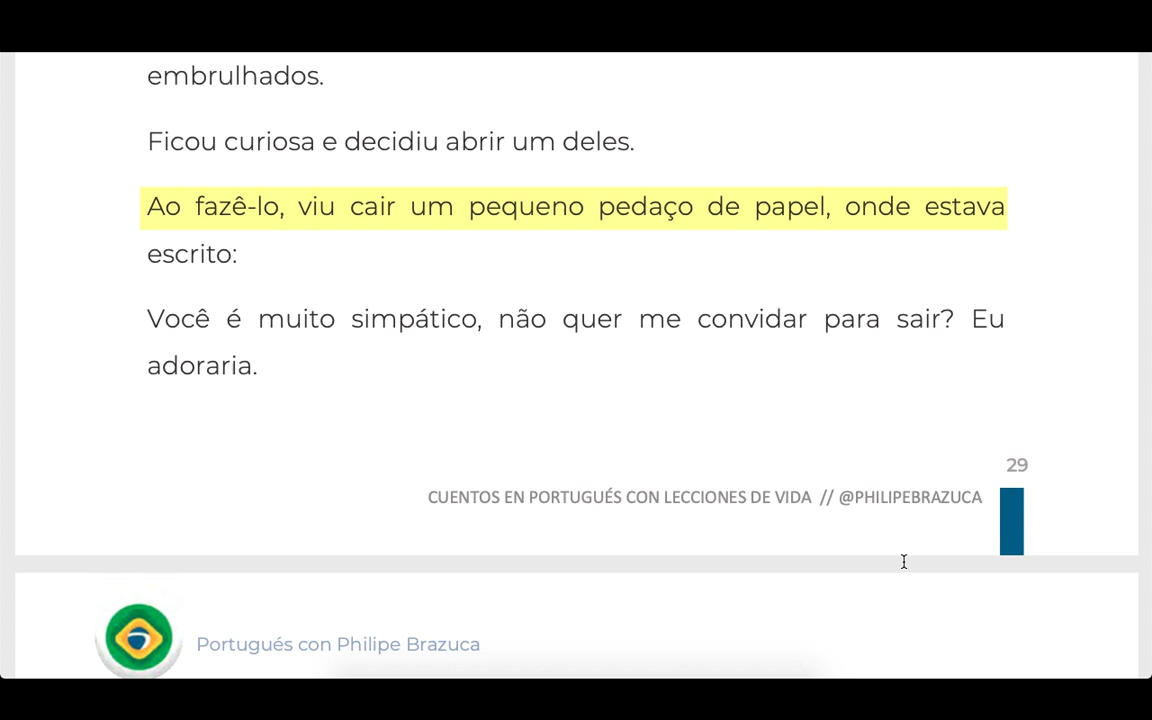 embrulhados.
Ficou curiosa e decidiu abrir um deles.
Ao fazê-lo, viu cair um pequeno pedaço de papel, onde estava
escrito:
Você é muito simpático, não quer me convidar para sair? Eu
adoraria.
29
CUENTOS EN PORTUGUÉS CON LECCIONES DE VIDA // @PHILIPEBRAZUCA
Portugués con Philipe Brazuca